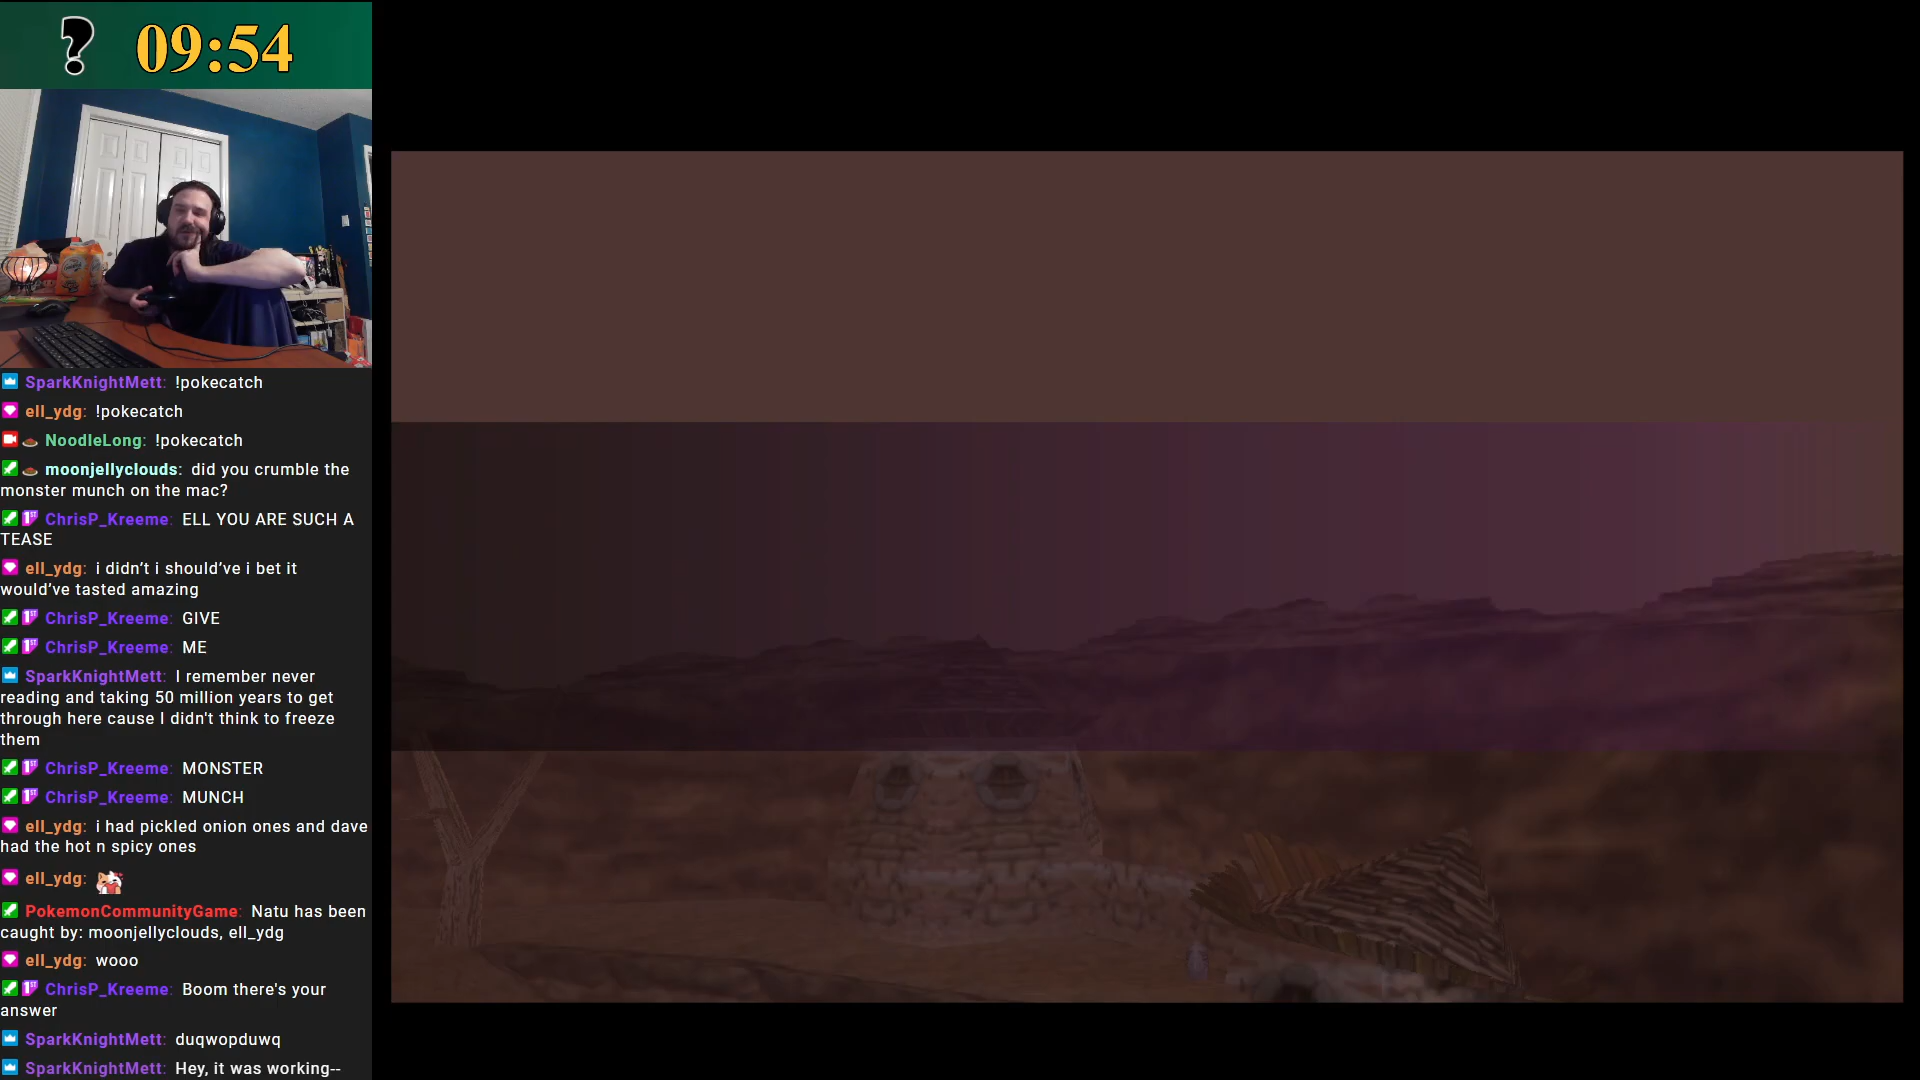 ? 09:54
SparkKnightMett: !pokecatch
ell_ydg: !pokecatch
NoodleLong: !pokecatch
moonjellyclouds: did you crumble the
monster munch on the mac?
ChrisP_Kreeme: ELL YOU ARE SUCH A
TEASE
ell_ydg: i didn’t i should’ve i bet it
would’ve tasted amazing
ChrisP_Kreeme: GIVE
ChrisP_Kreeme: ME
SparkKnightMett: I remember never
reading and taking 50 million years to get
through here cause I didn't think to freeze
them
ChrisP_Kreeme: MONSTER
ChrisP_Kreeme: MUNCH
ell_ydg: i had pickled onion ones and dave
had the hot n spicy ones
ell_ydg:
PokemonCommunityGame: Natu has been
caught by: moonjellyclouds, ell_ydg
ell_ydg: wooo
ChrisP_Kreeme: Boom there's your
answer
SparkKnightMett: duqwopduwq
SparkKnightMett: Hey, it was working--